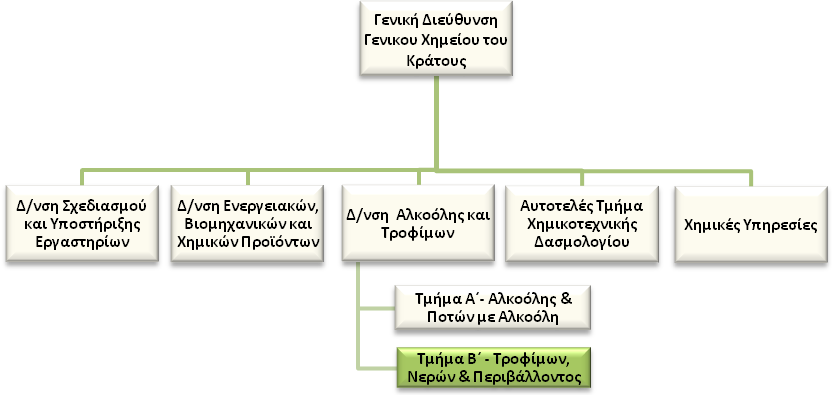 Γενική Διεύθυνση
Γενικου Χημείου του
Κράτους
Δ/νση Σχεδιασμού
και Υποστήριξης
Εργαστηρίων
Δ/νση Ενεργειακών,
Βιομηχανικών και
Χημικών Προϊόντων
Δ/νση Αλκοόλης και
Τροφίμων
Αυτοτελές Τμήμα
Χημικοτεχνικής
Δασμολογίου
Χημικές Υπηρεσίες
Τμήμα Α΄- Αλκοόλης &
Ποτών με Αλκοόλη
Τμήμα Β΄ - Τροφίμων,
Νερών & Περιβάλλοντος